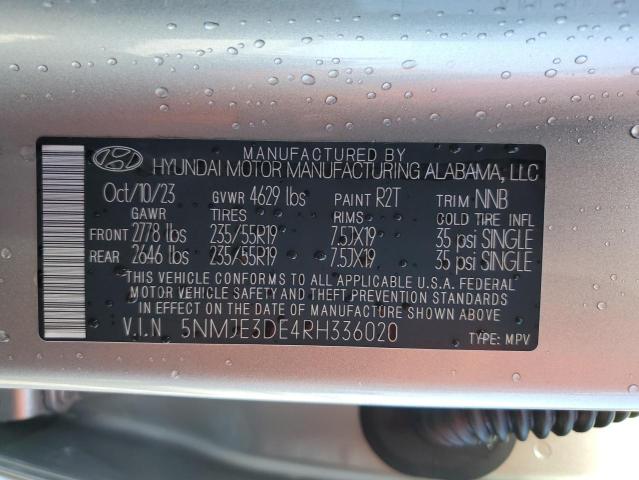 MANUFACTURED BY
HYUNDAI MOTOR MANUFACTURING ALABAMA, LLC
Oct/10/23 GVWR 4629 lbs PAINT R2T TRIM NNB
GAWR TIRES RIMS COLD TIRE INFL
FRONT 2778 lbs 235/55R19 7.5JX19 35 psi SINGLE
REAR 2646 lbs 235/55R19 7.5JX19 35 psi SINGLE
THIS VEHICLE CONFORMS TO ALL APPLICABLE U.S.A. FEDERAL
MOTOR VEHICLE SAFETY AND THEFT PREVENTION STANDARDS
IN EFFECT ON THE DATE OF MANUFACTURE SHOWN ABOVE.
V.I.N 5NMJE3DE4RH336020 TYPE: MPV